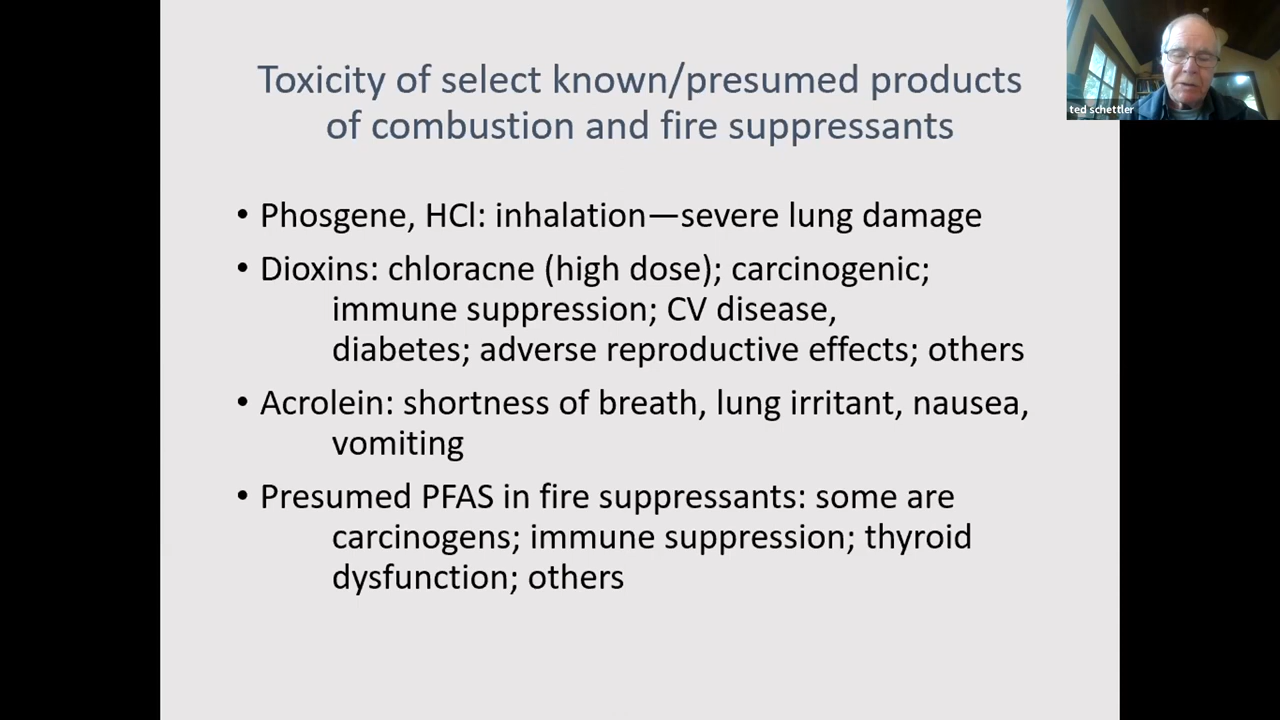 Toxicity of select known/presumed products
of combustion and fire suppressants
ted schettler
• Phosgene, HCl: inhalation—severe lung damage
• Dioxins: chloracne (high dose); carcinogenic;
immune suppression; CV disease,
diabetes; adverse reproductive effects; others
• Acrolein: shortness of breath, lung irritant, nausea,
vomiting
• Presumed PFAS in fire suppressants: some are
carcinogens; immune suppression; thyroid
dysfunction; others